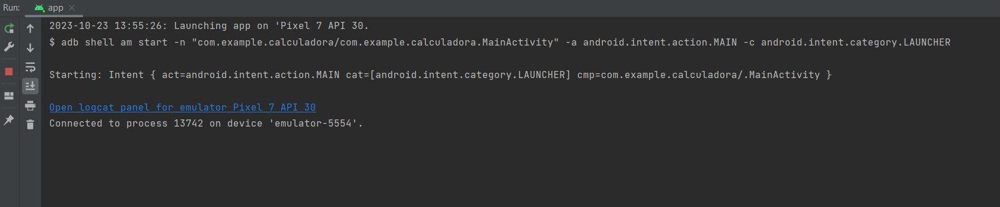 Run: app
2023-10-23 13:55:26: Launching app on 'Pixel 7 API 30.
$ adb shell am start -n "com.example.calculadora/com.example.calculadora.MainActivity" -a android.intent.action.MAIN -c android.intent.category.LAUNCHER
Starting: Intent { act=android.intent.action.MAIN cat=[android.intent.category.LAUNCHER] cmp=com.example.calculadora/.MainActivity }
Open logcat panel for emulator Pixel 7 API 30
Connected to process 13742 on device 'emulator-5554'.